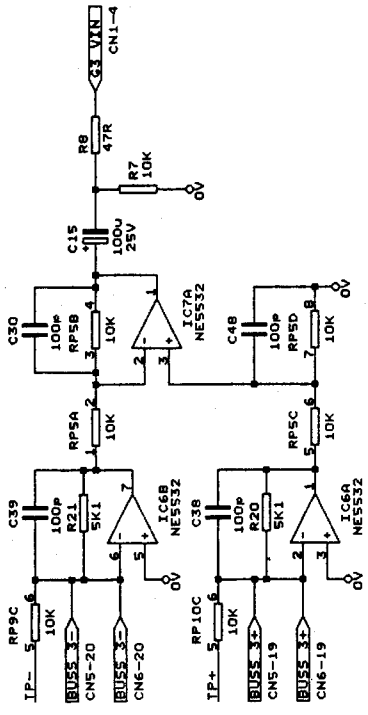 G3 VIN
CN1-4
R8
47R
R7
10K
0V
C15
+
100u
25V
C30
100p
RP5B
3
4
10K
2
-
3
+
1
IC7A
NE5532
C48
100p
RP5D
7
8
10K
0V
RP5A
1
2
10K
RP5C
5
6
10K
C39
100p
R21
5K1
6
-
5
+
7
IC6B
NE5532
0V
C38
100p
R20
5K1
2
-
3
+
1
IC6A
NE5532
0V
RP9C
5
6
10K
TP-
BUSS 3-
CN5-20
BUSS 3-
CN6-20
RP10C
5
6
10K
TP+
BUSS 3+
CN5-19
BUSS 3+
CN6-19